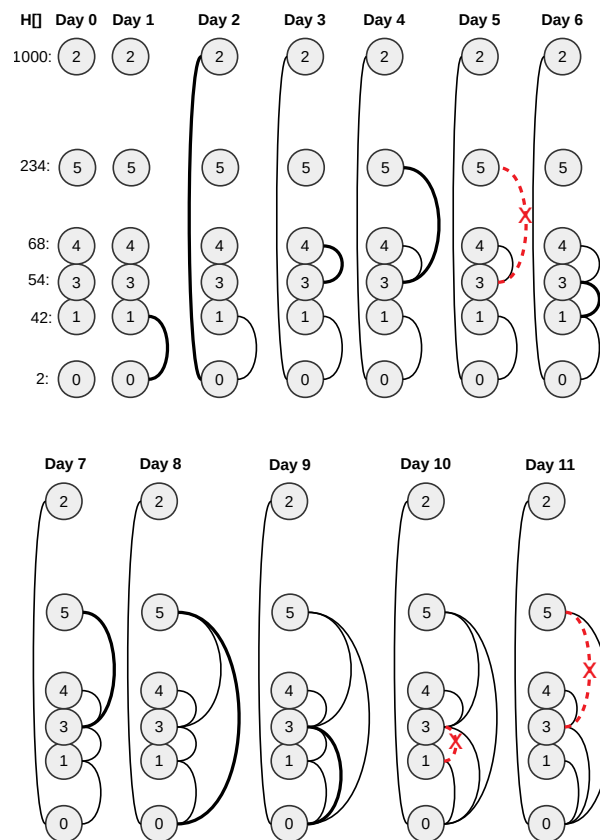 H[] Day 0 Day 1 Day 2 Day 3 Day 4 Day 5 Day 6
1000: 2 2 2 2 2 2 2
234: 5 5 5 5 5 5 5
X
68: 4 4 4 4 4 4 4
54: 3 3 3 3 3 3 3
42: 1 1 1 1 1 1 1
2: 0 0 0 0 0 0 0
Day 7 Day 8 Day 9 Day 10 Day 11
2 2 2 2 2
5 5 5 5 5
X
4 4 4 4 4
3 3 3 3 3
X
1 1 1 1 1
0 0 0 0 0